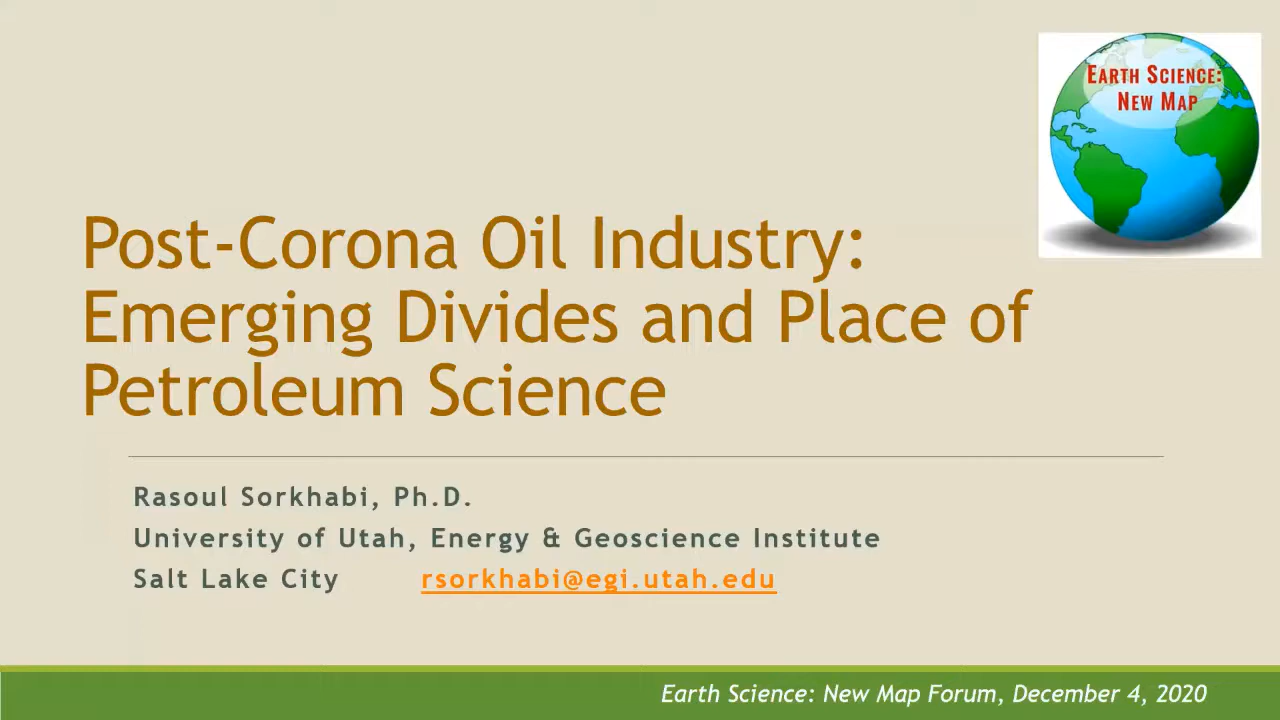 EARTH SCIENCE:
NEW MAP
Post-Corona Oil Industry:
Emerging Divides and Place of
Petroleum Science
Rasoul Sorkhabi, Ph.D.
University of Utah, Energy & Geoscience Institute
Salt Lake City rsorkhabi@egi.utah.edu
Earth Science: New Map Forum, December 4, 2020